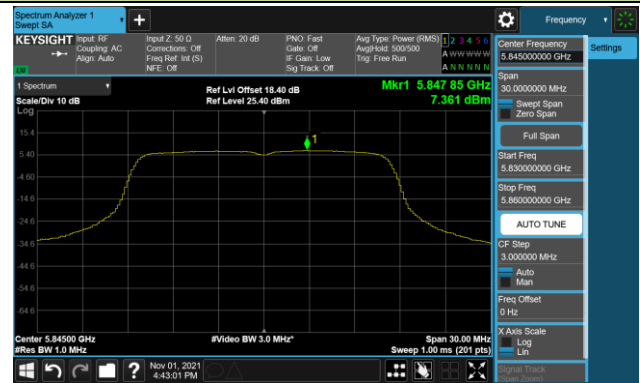 Spectrum Analyzer 1
Swept SA
Frequency
KEYSIGHT
Input: RF
Coupling: AC
Align: Auto
Input Z: 50 Ω
Corrections: Off
Freq Ref: Int (S)
NFE: Off
Atten: 20 dB
PNO: Fast
Gate: Off
IF Gain: Low
Sig Track: Off
Avg Type: Power (RMS)
Avg|Hold: 500/500
Trig: Free Run
1 2 3 4 5 6
A W W W W W
A N N N N N
LXI
1 Spectrum
Scale/Div 10 dB
Log
Ref Lvl Offset 18.40 dB
Ref Level 25.40 dBm
Mkr1 5.847 85 GHz
7.361 dBm
1
15.4
5.40
-4.60
-14.6
-24.6
-34.6
-44.6
-54.6
-64.6
Center 5.84500 GHz
#Res BW 1.0 MHz
#Video BW 3.0 MHz*
Span 30.00 MHz
Sweep 1.00 ms (201 pts)
Nov 01, 2021
4:43:01 PM
Center Frequency
5.845000000 GHz
Settings
Span
30.0000000 MHz
Swept Span
Zero Span
Full Span
Start Freq
5.830000000 GHz
Stop Freq
5.860000000 GHz
AUTO TUNE
CF Step
3.000000 MHz
Auto
Man
Freq Offset
0 Hz
X Axis Scale
Log
Lin
Signal Track
(Span Zoom)